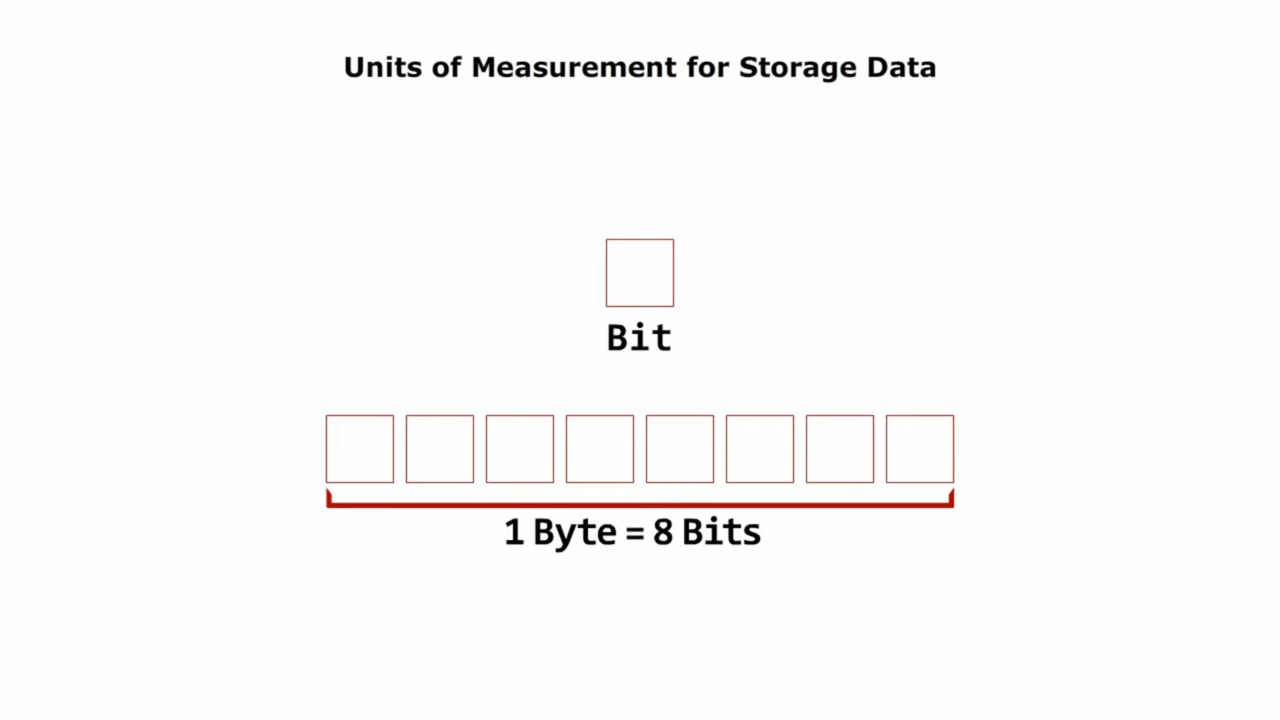 Units of Measurement for Storage Data
Bit
1 Byte = 8 Bits